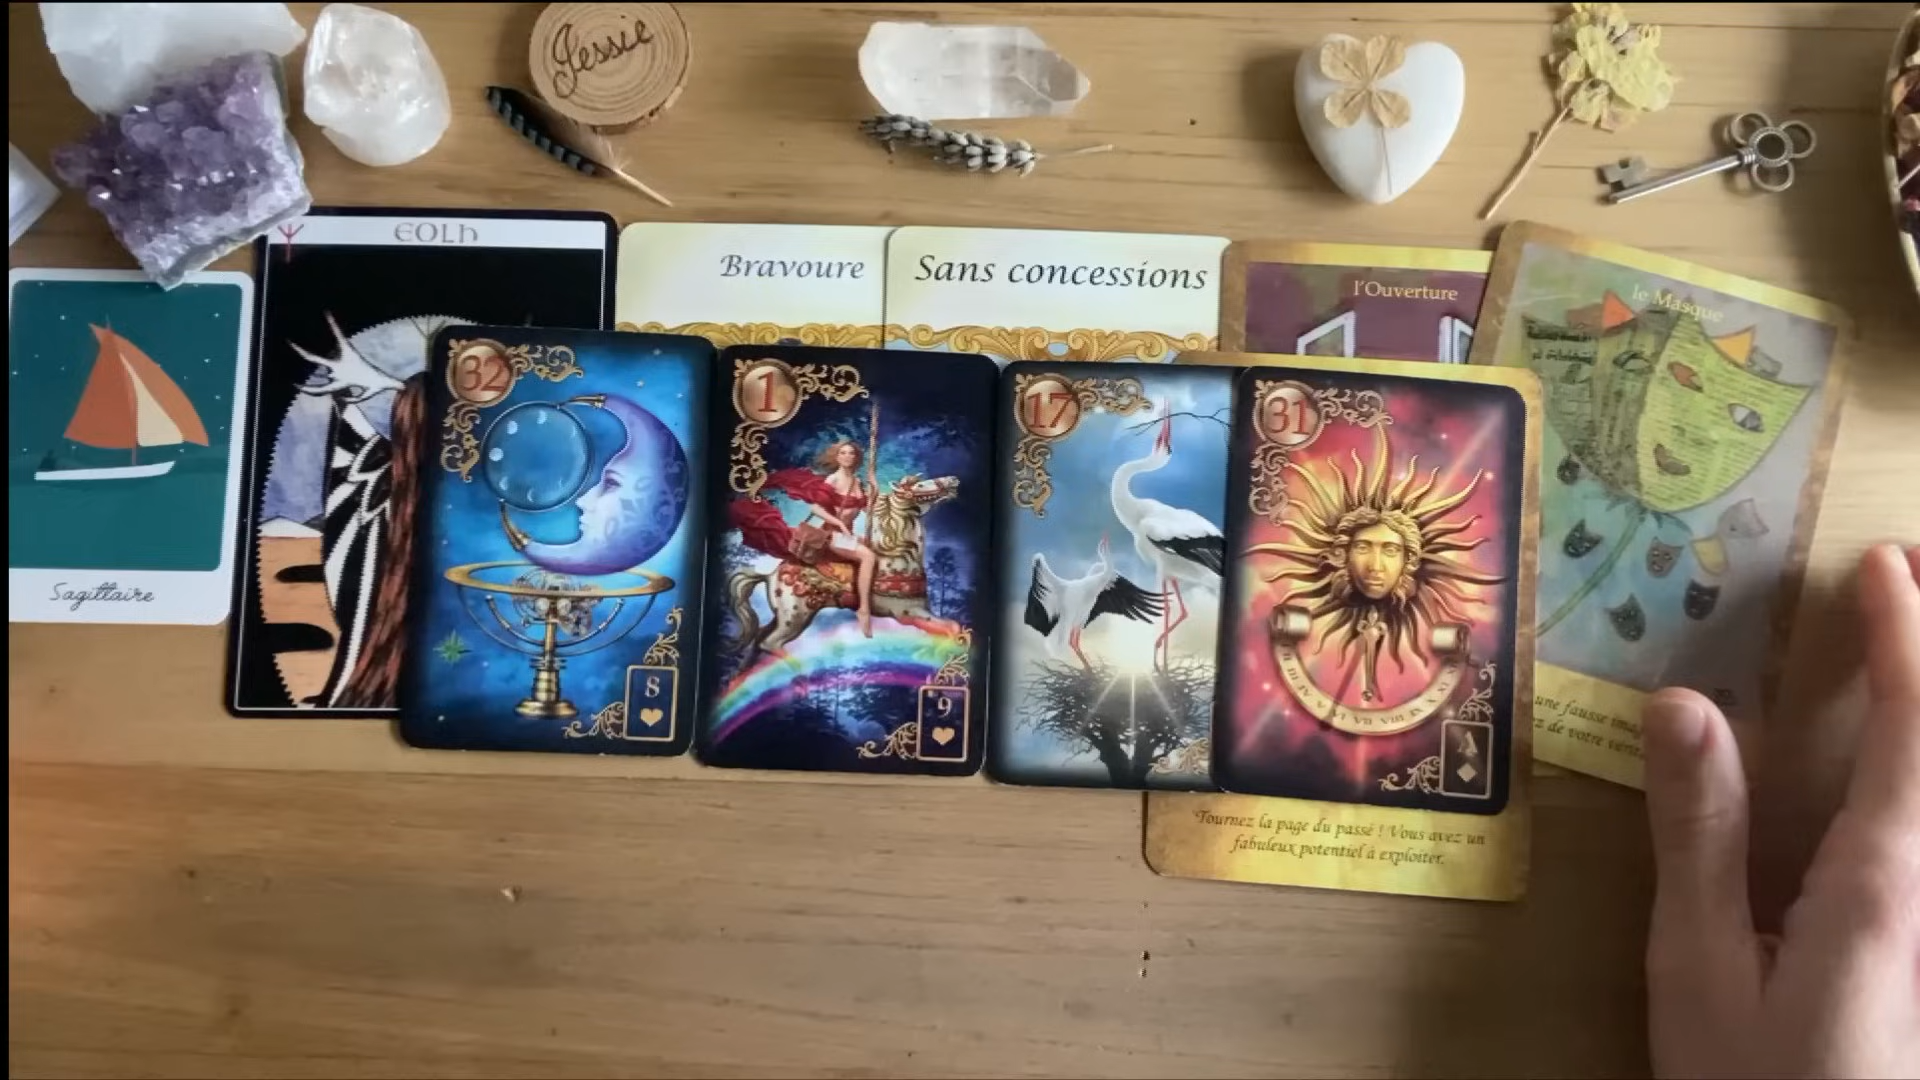 Jessie
EOLh
Bravoure
Sans concessions
l'Ouverture
le Masque
Sagittaire
32
8
1
9
17
31
A
une fausse
de votre
Tournez la page du passé ! Vous avez un
fabuleux potentiel à exploiter.